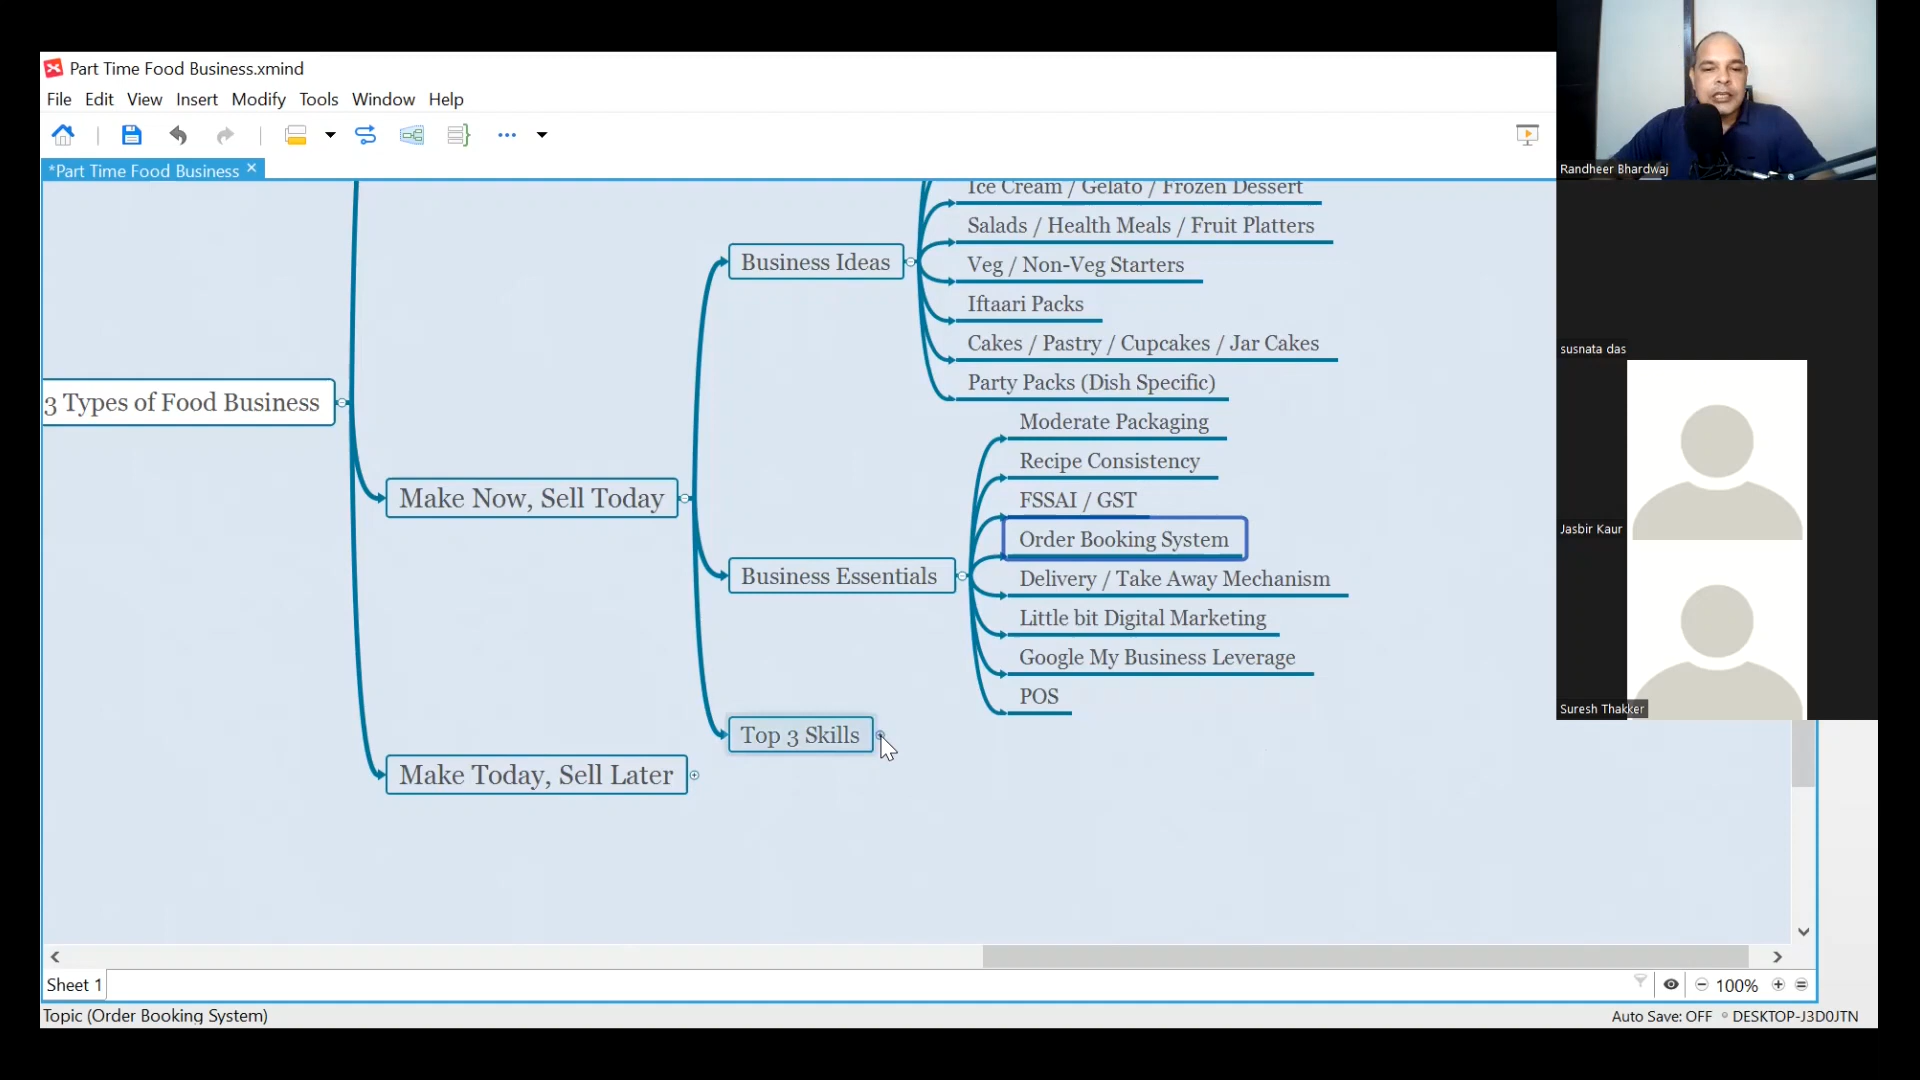 Part Time Food Business.xmind
File Edit View Insert Modify Tools Window Help
*Part Time Food Business
Ice Cream / Gelato / Frozen Dessert
Salads / Health Meals / Fruit Platters
Business Ideas
Veg / Non-Veg Starters
Iftaari Packs
Cakes / Pastry / Cupcakes / Jar Cakes
Party Packs (Dish Specific)
3 Types of Food Business
Moderate Packaging
Recipe Consistency
Make Now, Sell Today
FSSAI / GST
Order Booking System
Business Essentials
Delivery / Take Away Mechanism
Little bit Digital Marketing
Google My Business Leverage
POS
Top 3 Skills
Make Today, Sell Later
Randheer Bhardwaj
susnata das
Jasbir Kaur
Suresh Thakker
Sheet 1
100%
Topic (Order Booking System)
Auto Save: OFF
DESKTOP-J3D0JTN